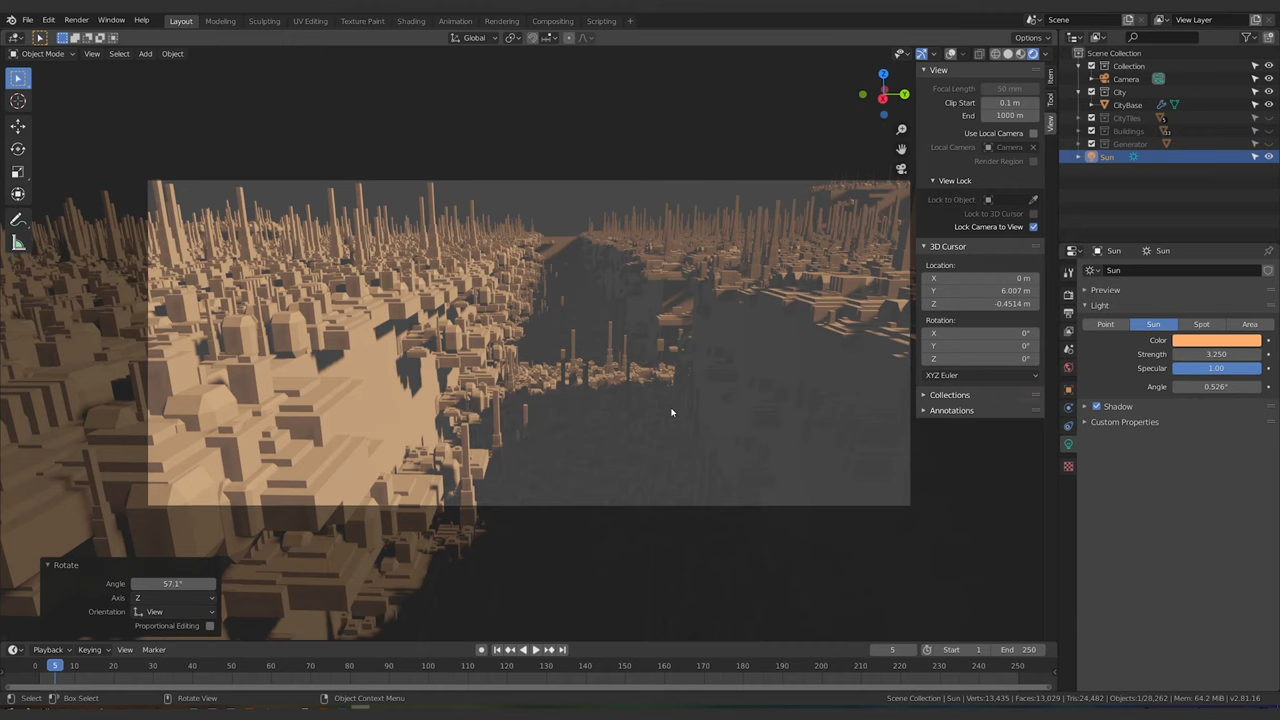 File Edit Render Window Help Layout Modeling Sculpting UV Editing Texture Paint Shading Animation Rendering Compositing Scripting + Scene View Layer
Global Options
Object Mode View Select Add Object
View
Focal Length 50 mm
Clip Start 0.1 m
End 1000 m
Use Local Camera
Local Camera Camera
Render Region
View Lock
Lock to Object
Lock to 3D Cursor
Lock Camera to View
3D Cursor
Location:
X 0 m
Y 6.007 m
Z -0.4514 m
Rotation:
X 0°
Y 0°
Z 0°
XYZ Euler
Collections
Annotations
Item
Tool
View
Z
Y
X
Scene Collection
Collection
Camera
City
CityBase
CityTiles
Buildings
Generator
Sun
Sun Sun
Sun
Preview
Light
Point Sun Spot Area
Color
Strength 3.250
Specular 1.00
Angle 0.526°
Shadow
Custom Properties
Rotate
Angle 57.1°
Axis Z
Orientation View
Proportional Editing
Playback Keying View Marker 5 Start 1 End 250
0 5 10 20 30 40 50 60 70 80 90 100 110 120 130 140 150 160 170 180 190 200 210 220 230 240 250
Select Box Select Rotate View Object Context Menu Scene Collection | Sun | Verts:13,435 | Faces:13,029 | Tris:24,482 | Objects:1/28,262 | Mem: 64.2 MiB | v2.81.16